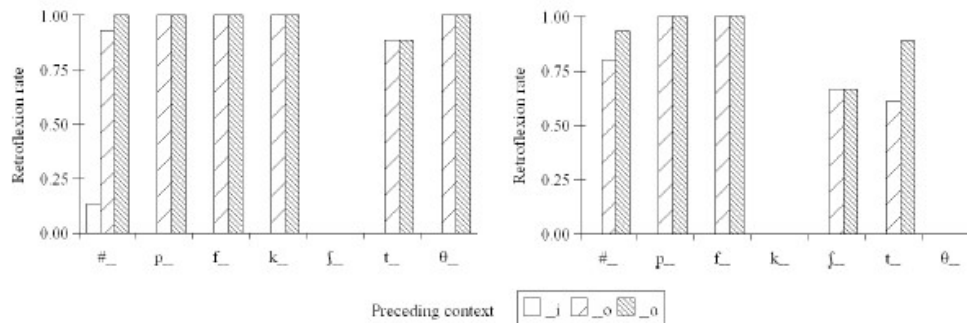 1.00 1.00
0.75 0.75
0.50 0.50
0.25 0.25
0.00 0.00
Retroflexion rate Retroflexion rate
#_ p_ f_ k_ ʃ_ t_ θ_ #_ p_ f_ k_ ʃ_ t_ θ_
Preceding context _i _o _a